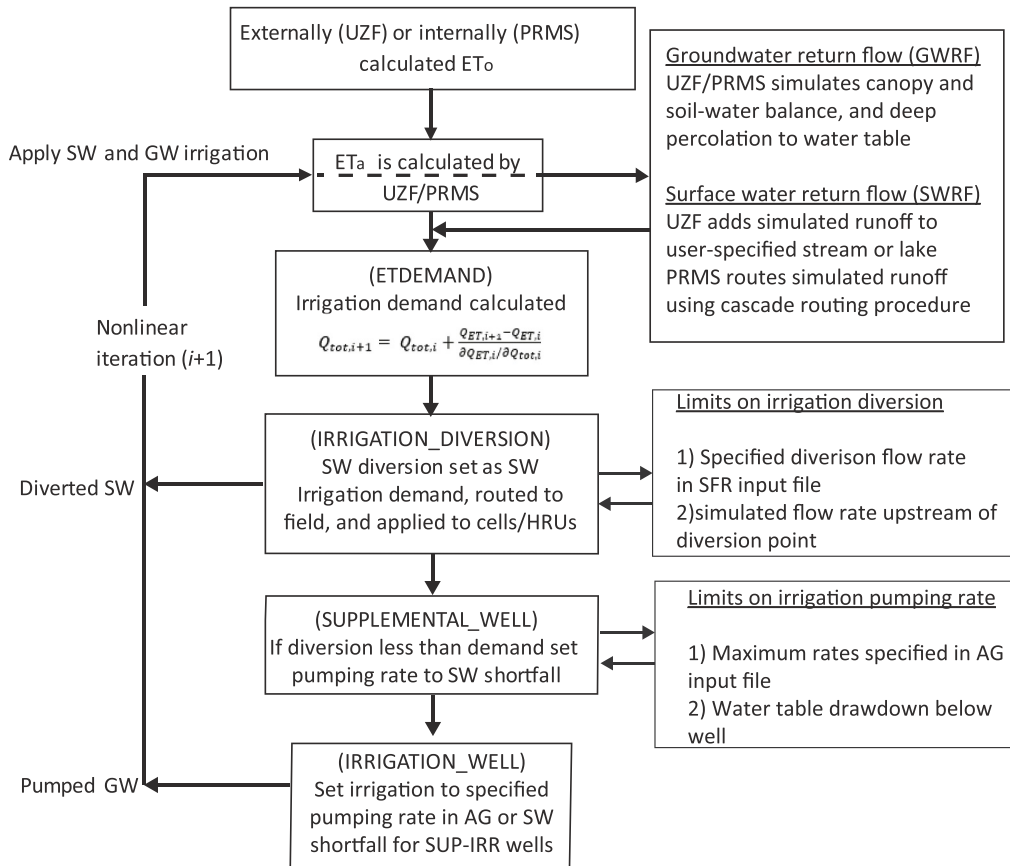 Externally (UZF) or internally (PRMS)
calculated ETo
Groundwater return flow (GWRF)
UZF/PRMS simulates canopy and
soil-water balance, and deep
percolation to water table
Surface water return flow (SWRF)
UZF adds simulated runoff to
user-specified stream or lake
PRMS routes simulated runoff
using cascade routing procedure
Apply SW and GW irrigation
ETa is calculated by
UZF/PRMS
(ETDEMAND)
Irrigation demand calculated
Q_{tot,i+1} = Q_{tot,i} + \frac{Q_{ET,i+1}-Q_{ET,i}}{∂Q_{ET,i}/∂Q_{tot,i}}
Nonlinear
iteration (i+1)
(IRRIGATION_DIVERSION)
SW diversion set as SW
Irrigation demand, routed to
field, and applied to cells/HRUs
Limits on irrigation diversion
1) Specified diverison flow rate
in SFR input file
2)simulated flow rate upstream of
diversion point
Diverted SW
(SUPPLEMENTAL_WELL)
If diversion less than demand set
pumping rate to SW shortfall
Limits on irrigation pumping rate
1) Maximum rates specified in AG
input file
2) Water table drawdown below
well
(IRRIGATION_WELL)
Set irrigation to specified
pumping rate in AG or SW
shortfall for SUP-IRR wells
Pumped GW